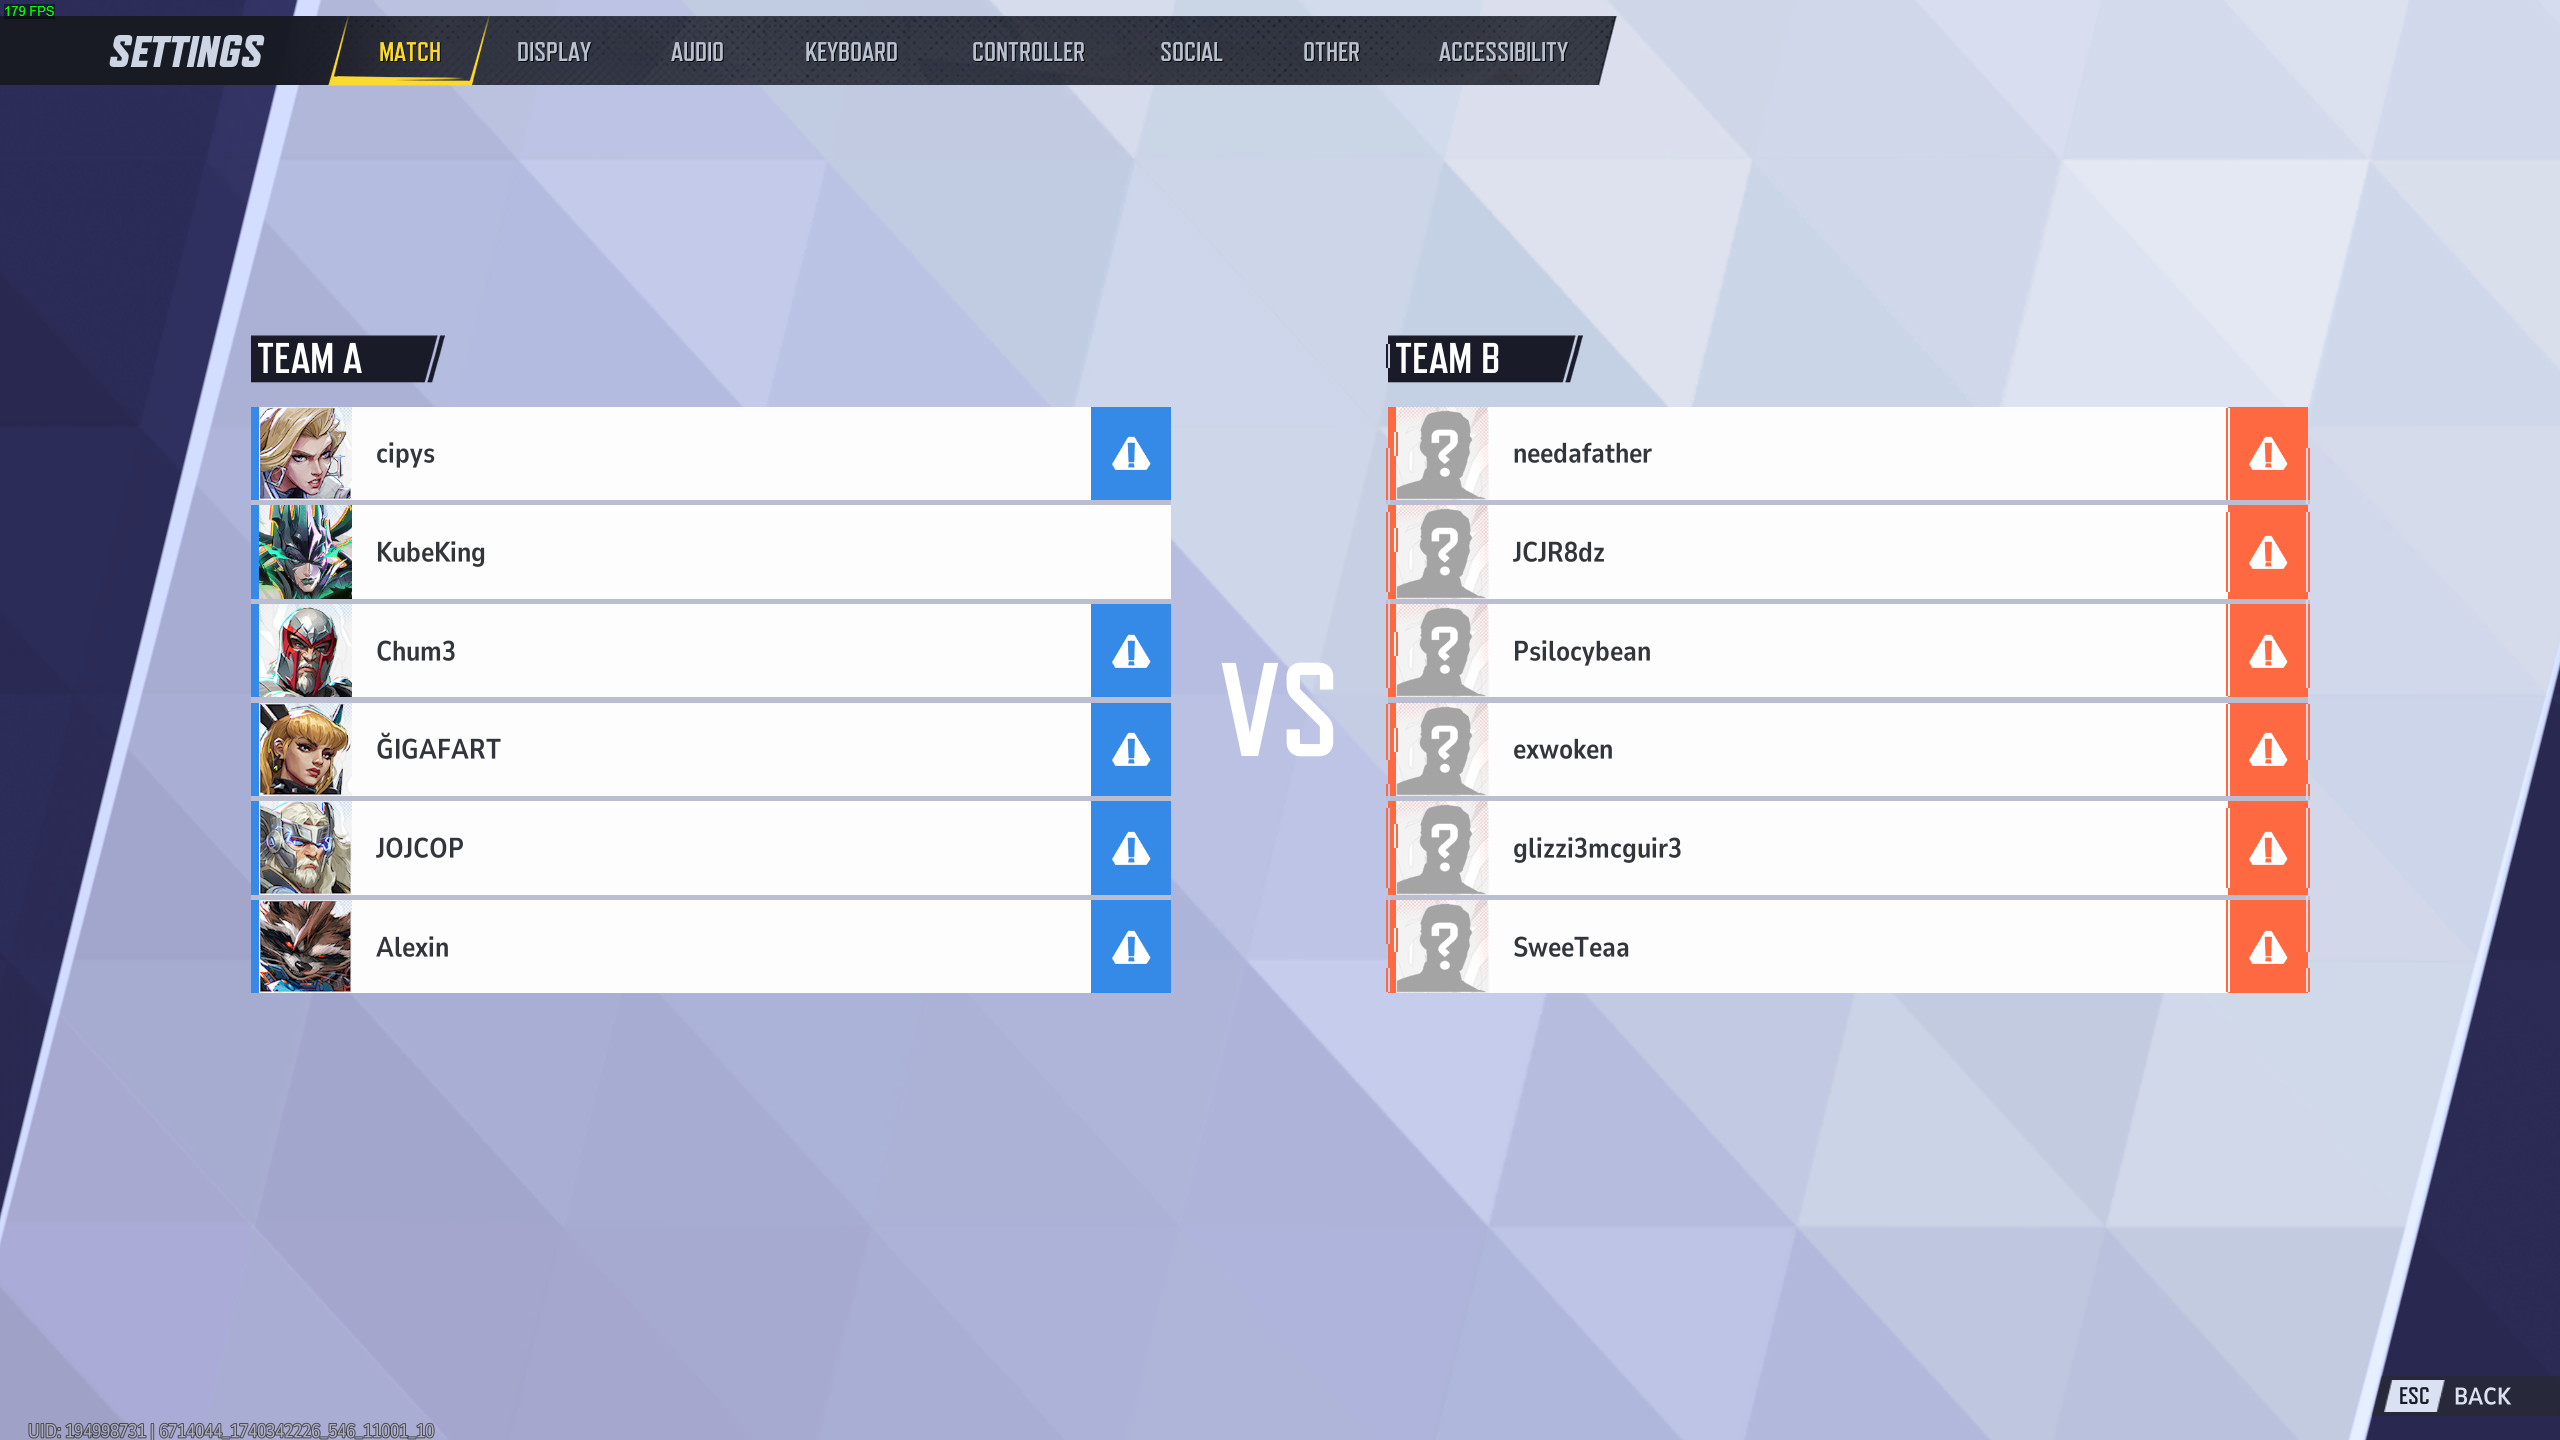 179 FPS
SETTINGS
MATCH
DISPLAY
AUDIO
KEYBOARD
CONTROLLER
SOCIAL
OTHER
ACCESSIBILITY
TEAM A
cipys
KubeKing
Chum3
ĞIGAFART
JOJCOP
Alexin
VS
TEAM B
needafather
JCJR8dz
Psilocybean
exwoken
glizzi3mcguir3
SweeTeaa
ESC BACK
UID: 194998731 | 6714044_1740342226_546_11001_10